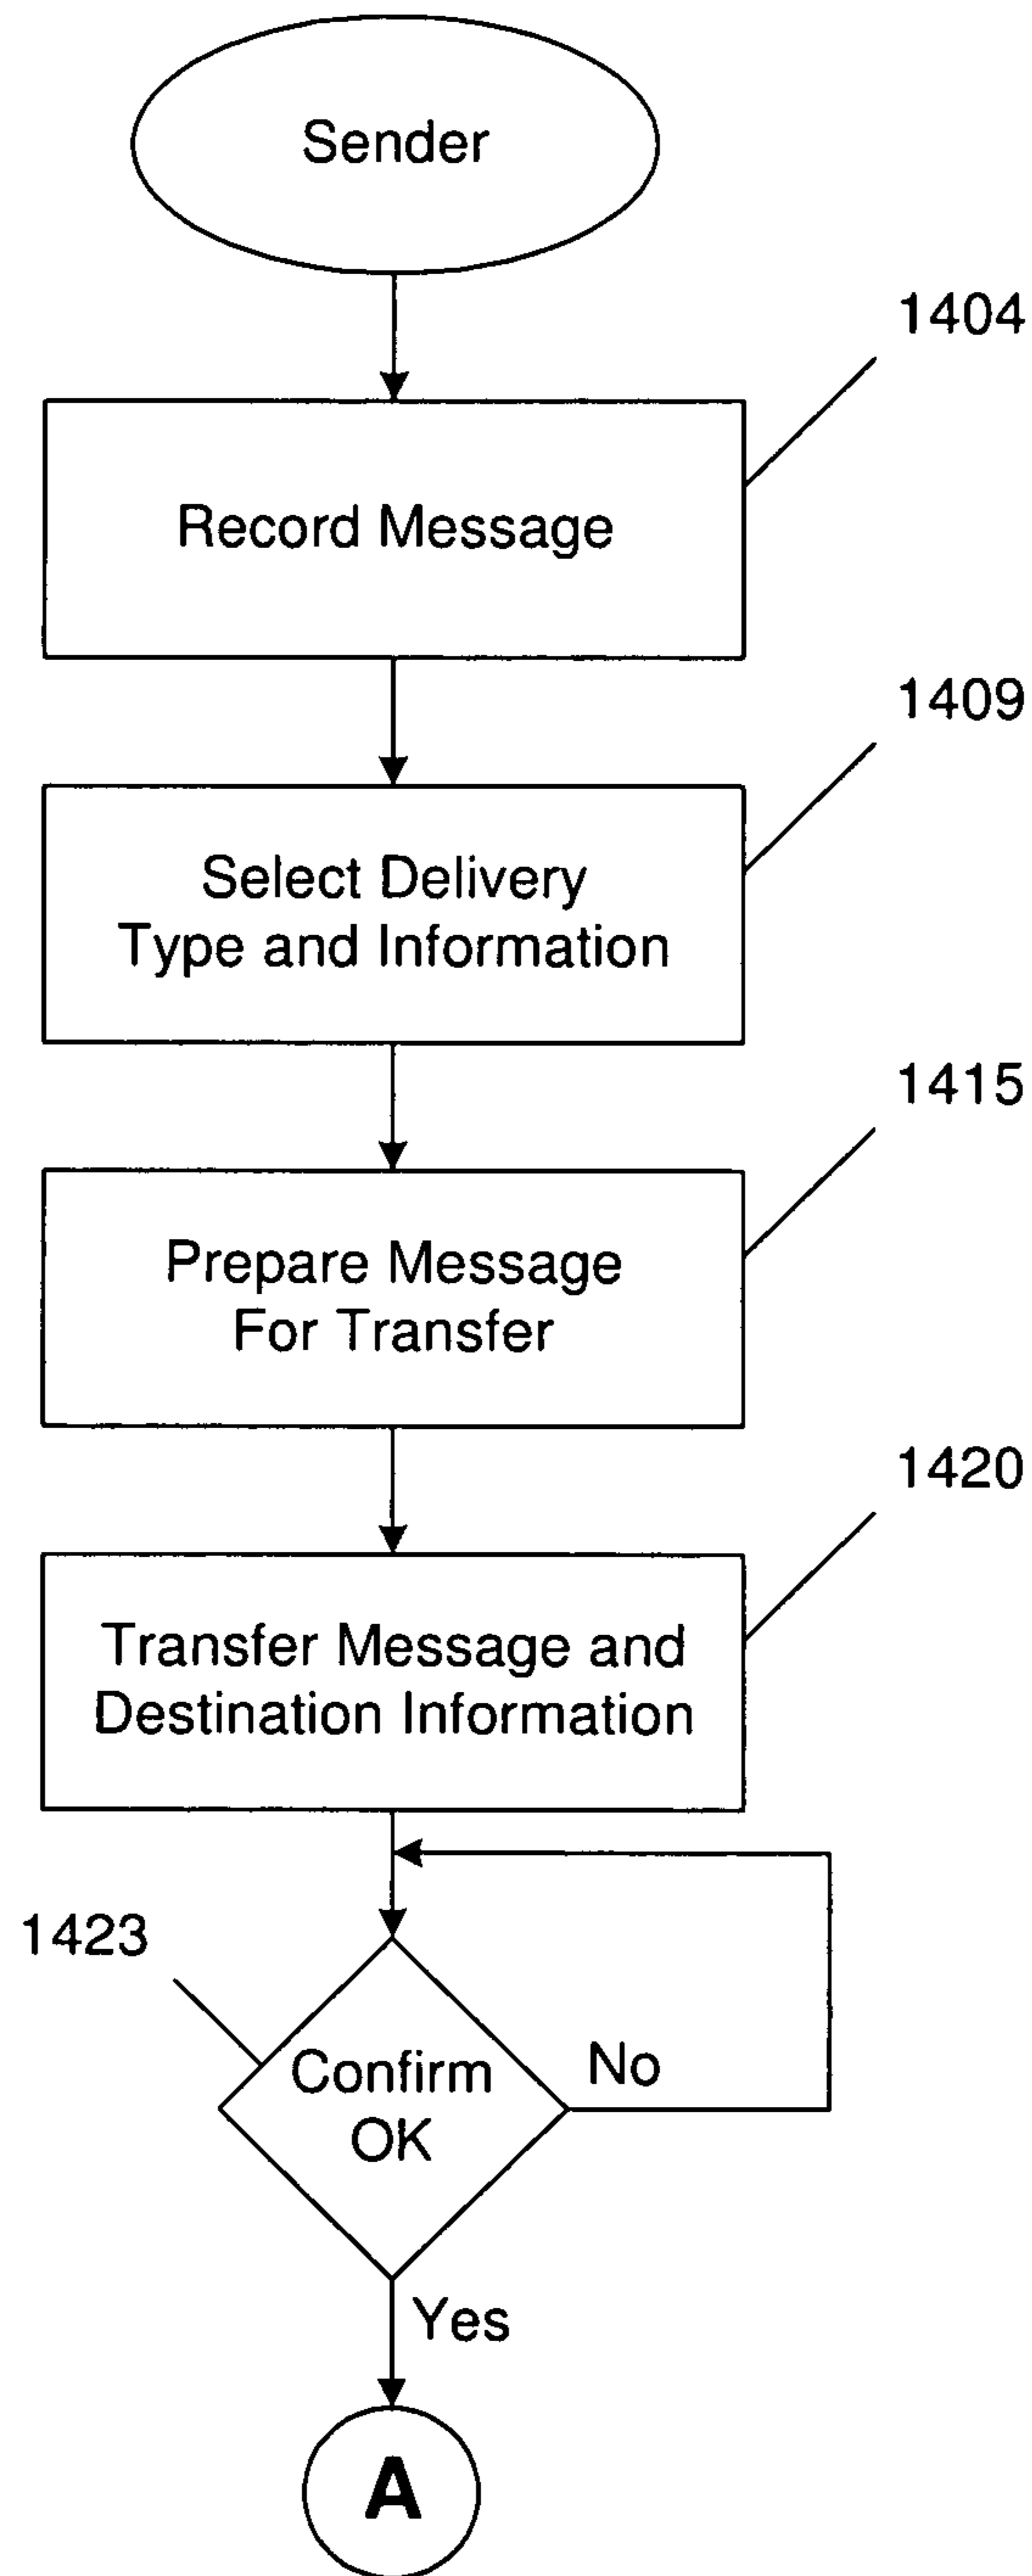 Sender
1404
Record Message
1409
Select Delivery
Type and Information
1415
Prepare Message
For Transfer
1420
Transfer Message and
Destination Information
1423
Confirm
OK
No
Yes
A